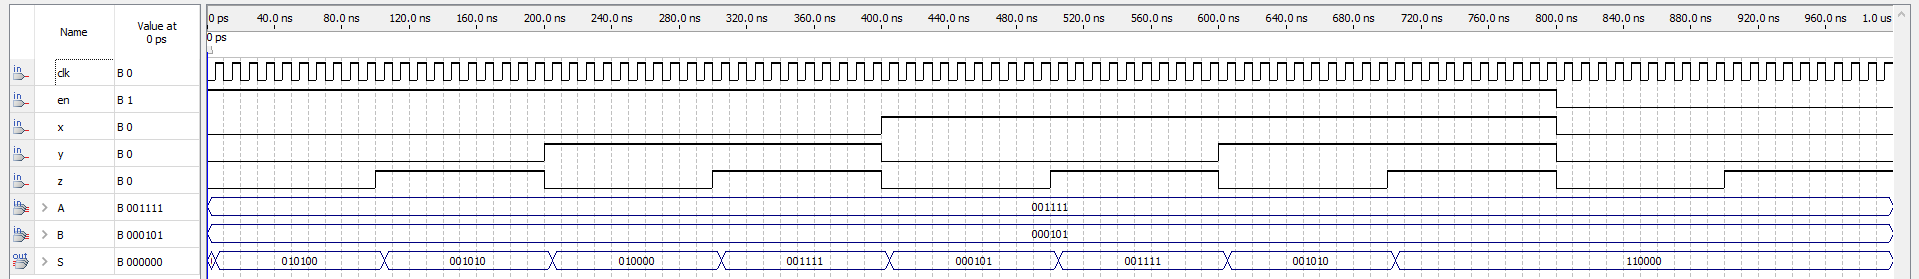 Name Value at 0 ps
0 ps 40.0 ns 80.0 ns 120.0 ns 160.0 ns 200.0 ns 240.0 ns 280.0 ns 320.0 ns 360.0 ns 400.0 ns 440.0 ns 480.0 ns 520.0 ns 560.0 ns 600.0 ns 640.0 ns 680.0 ns 720.0 ns 760.0 ns 800.0 ns 840.0 ns 880.0 ns 920.0 ns 960.0 ns 1.0 us
0 ps
in clk B 0
in en B 1
in x B 0
in y B 0
in z B 0
in A B 001111 001111
in B B 000101 000101
out S B 000000 010100 001010 010000 001111 000101 001111 001010 110000